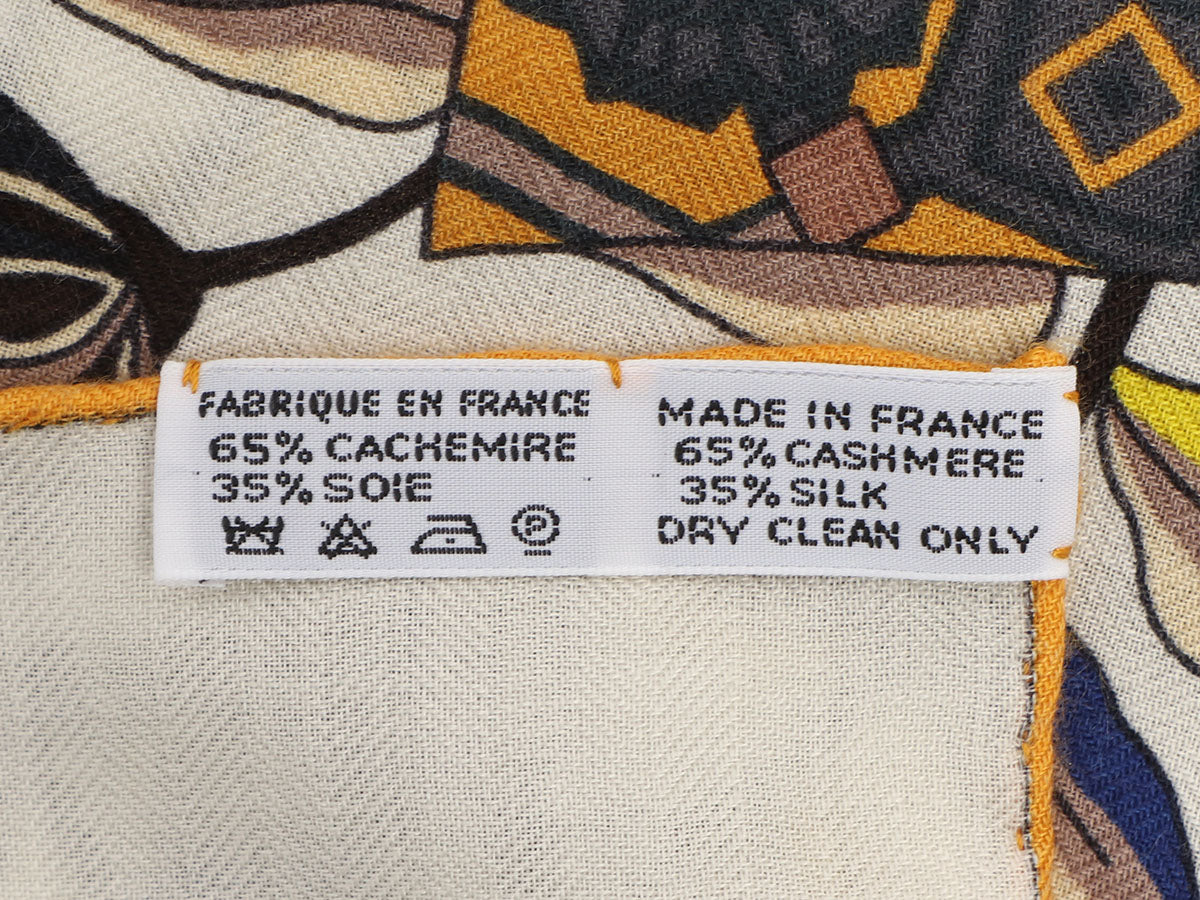 FABRIQUE EN FRANCE
65% CACHEMIRE
35% SOIE
P
MADE IN FRANCE
65% CASHMERE
35% SILK
DRY CLEAN ONLY